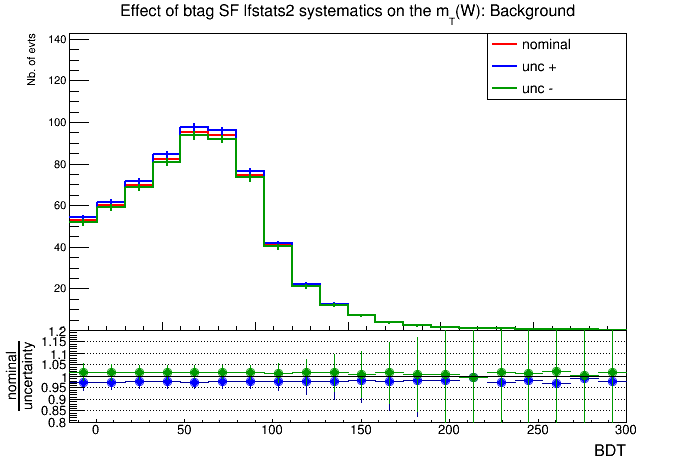 Effect of btag SF lfstats2 systematics on the m_T(W): Background
Nb. of evts
140
120
100
80
60
40
20
nominal
unc +
unc -
nominal
uncertainty
1.2
1.15
1.1
1.05
1
0.95
0.9
0.85
0.8
0 50 100 150 200 250 300
BDT